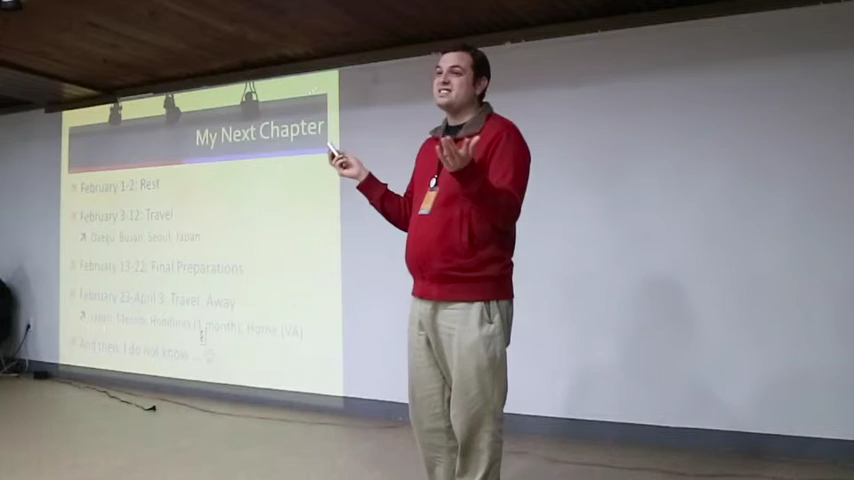 My Next Chapter
February 1-2: Rest
February 3-12: Travel
Daegu, Busan, Seoul, Japan
February 13-22: Final Preparations
February 23-April 3: Travel, Away
Honduras (1 month), Home (VA)
And then, I do not know ... ☺